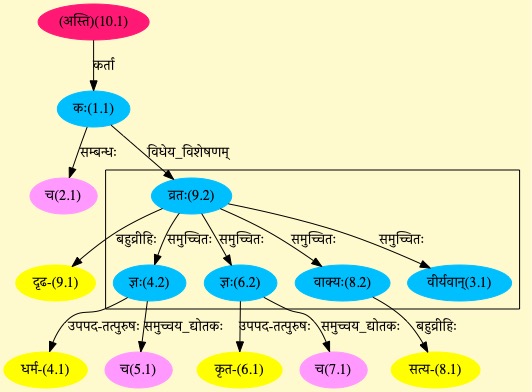 (अस्ति)(10.1)
कर्ता
कः(1.1)
सम्बन्धः विधेय_विशेषणम्
च(2.1) व्रतः(9.2)
बहुव्रीहिः समुच्चितः समुच्चितः समुच्चितः समुच्चितः
दृढ-(9.1) ज्ञः(4.2) ज्ञः(6.2) वाक्यः(8.2) वीर्यवान्(3.1)
उपपद-तत्पुरुषः समुच्चय_द्योतकः उपपद-तत्पुरुषः समुच्चय_द्योतकः बहुव्रीहिः
धर्म-(4.1) च(5.1) कृत-(6.1) च(7.1) सत्य-(8.1)